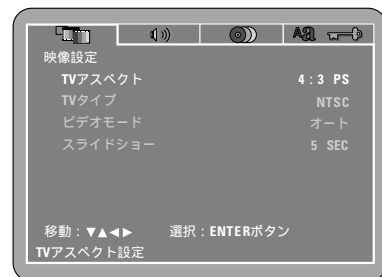 Aa
映像設定
TVアスペクト 4:3 PS
TVタイプ NTSC
ビデオモード オート
スライドショー 5 SEC
移動:▼▲◀▶ 選択:ENTERボタン
TVアスペクト設定